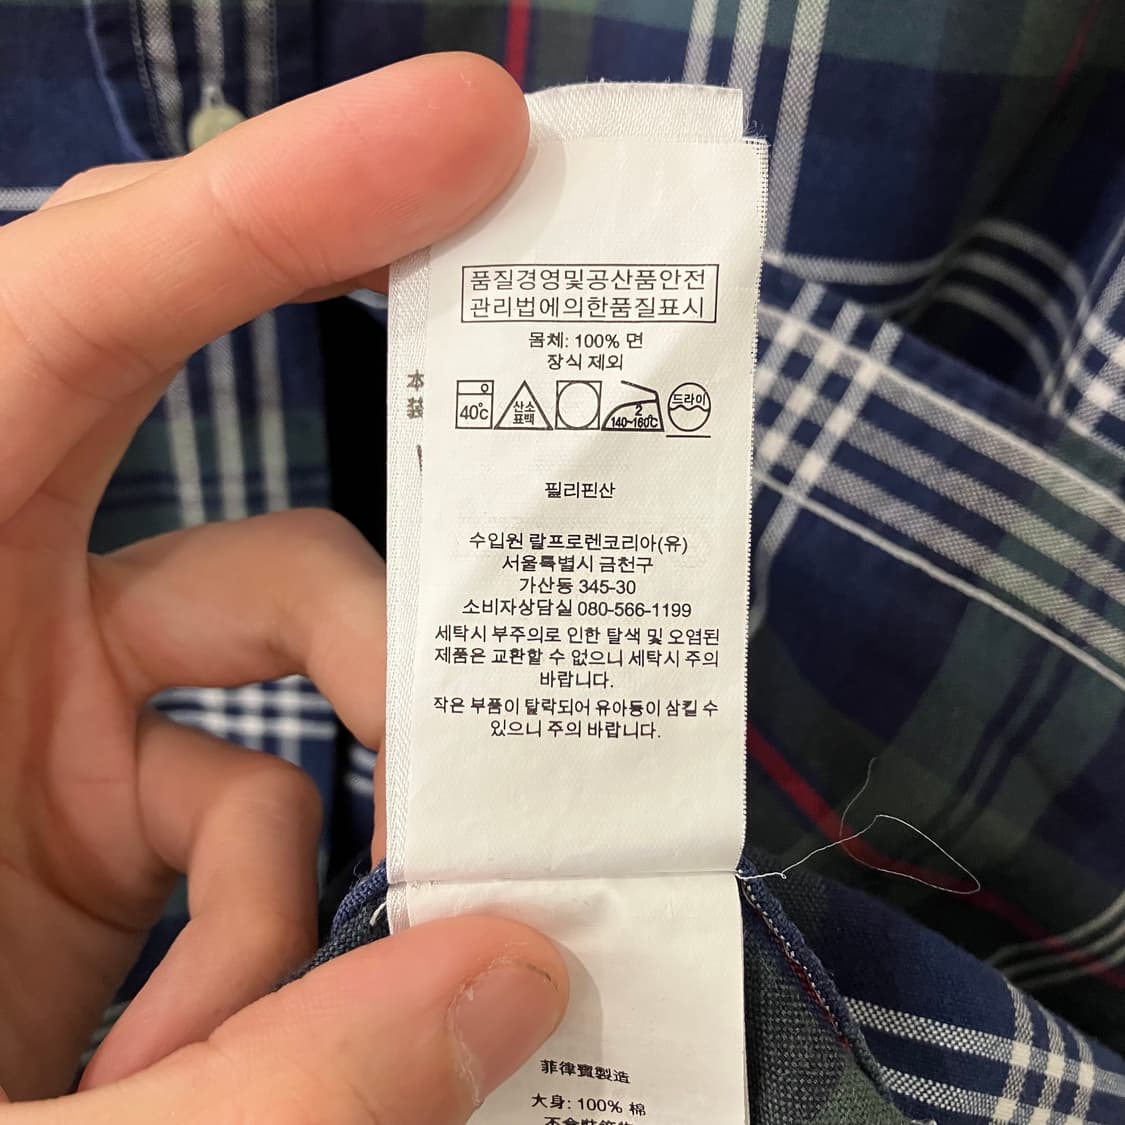 품질경영및공산품안전
관리법에의한품질표시
몸체: 100% 면
장식 제외
40℃
산소
표백
2
140~160℃
드라이
필리핀산
수입원 랄프로렌코리아(유)
서울특별시 금천구
가산동 345-30
소비자상담실 080-566-1199
세탁시 부주의로 인한 탈색 및 오염된
제품은 교환할 수 없으니 세탁시 주의
바랍니다.
작은 부품이 탈락되어 유아등이 삼킬 수
있으니 주의 바랍니다.
菲律賓製造
大身: 100% 棉